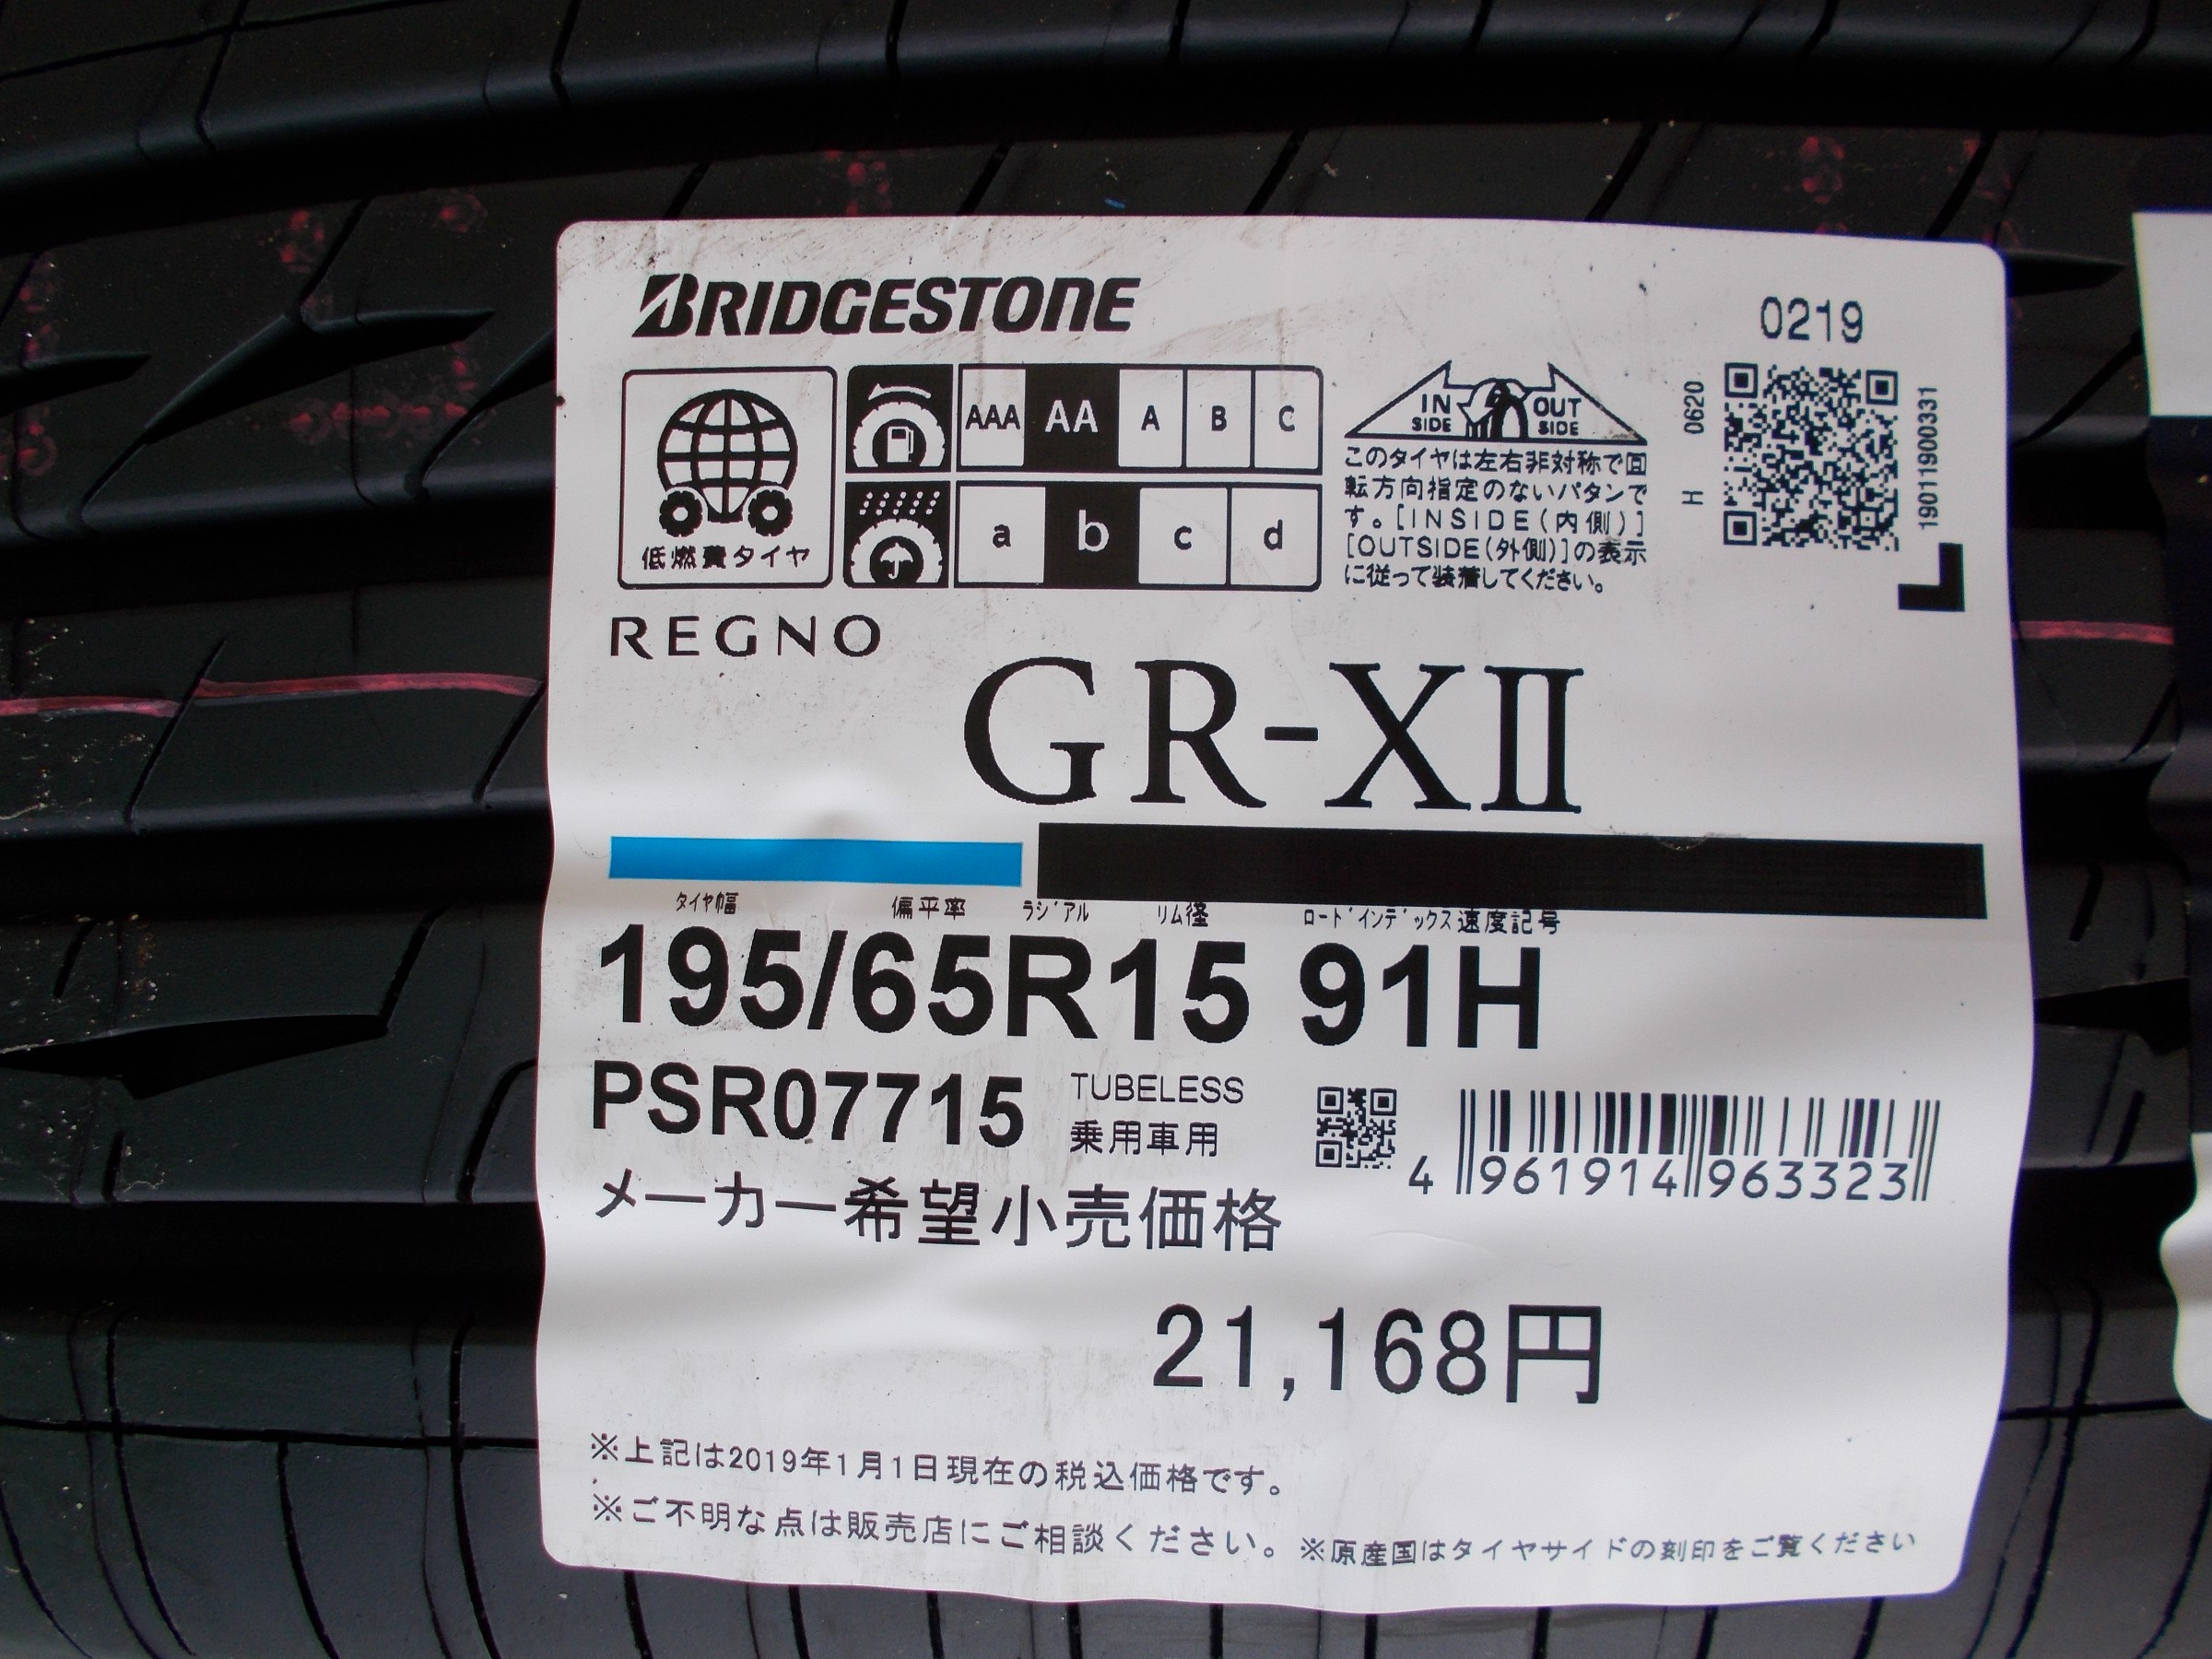 BRIDGESTONE
0219
低燃費タイヤ
AAA AA A B C
a b c d
IN SIDE OUT SIDE
このタイヤは左右非対称で回
転方向指定のないパタンで
す。[INSIDE(内側)]
[OUTSIDE(外側)]の表示
に従って装着してください。
H 0620
1901190331
L
REGNO
GR-XⅡ
タイヤ幅 偏平率 ラジアル リム径 ロードインデックス 速度記号
195/65R15 91H
PSR07715 TUBELESS
乗用車用
4 961914 963323
メーカー希望小売価格
21,168円
※上記は2019年1月1日現在の税込価格です。
※ご不明な点は販売店にご相談ください。 ※原産国はタイヤサイドの刻印をご覧ください